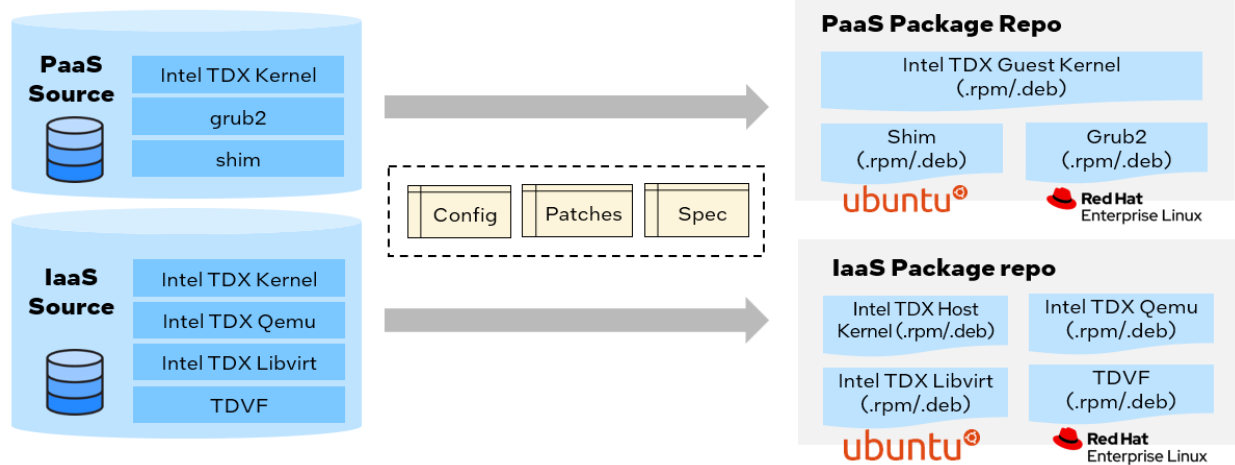 PaaS
Source
Intel TDX Kernel
grub2
shim
IaaS
Source
Intel TDX Kernel
Intel TDX Qemu
Intel TDX Libvirt
TDVF
Config
Patches
Spec
PaaS Package Repo
Intel TDX Guest Kernel
(.rpm/.deb)
Shim
(.rpm/.deb)
Grub2
(.rpm/.deb)
ubuntu
Red Hat
Enterprise Linux
IaaS Package repo
Intel TDX Host
Kernel (.rpm/.deb)
Intel TDX Qemu
(.rpm/.deb)
Intel TDX Libvirt
(.rpm/.deb)
TDVF
(.rpm/.deb)
ubuntu
Red Hat
Enterprise Linux